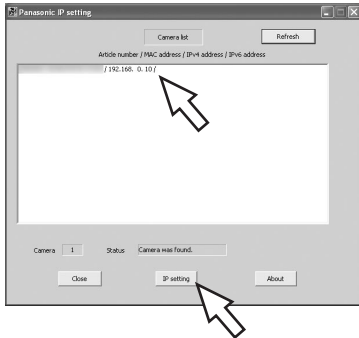 Panasonic IP setting
Camera list
Refresh
Article number / MAC address / IPv4 address / IPv6 address
/ 192.168. 0. 10 /
Camera 1 Status Camera was found.
Close IP setting About